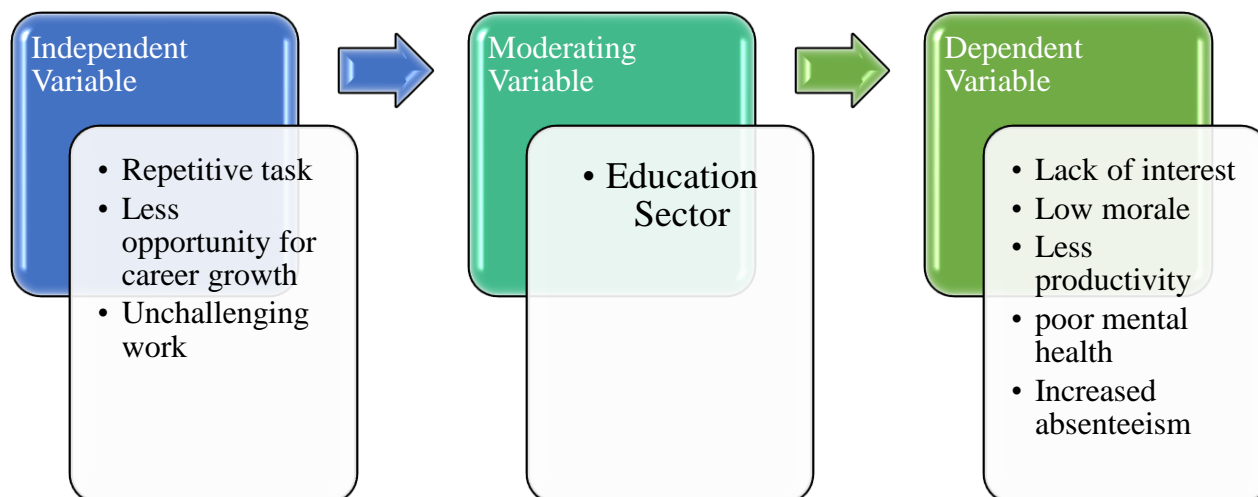 Independent
Variable
• Repetitive task
• Less
opportunity for
career growth
• Unchallenging
work
Moderating
Variable
• Education
Sector
Dependent
Variable
• Lack of interest
• Low morale
• Less
productivity
• poor mental
health
• Increased
absenteeism